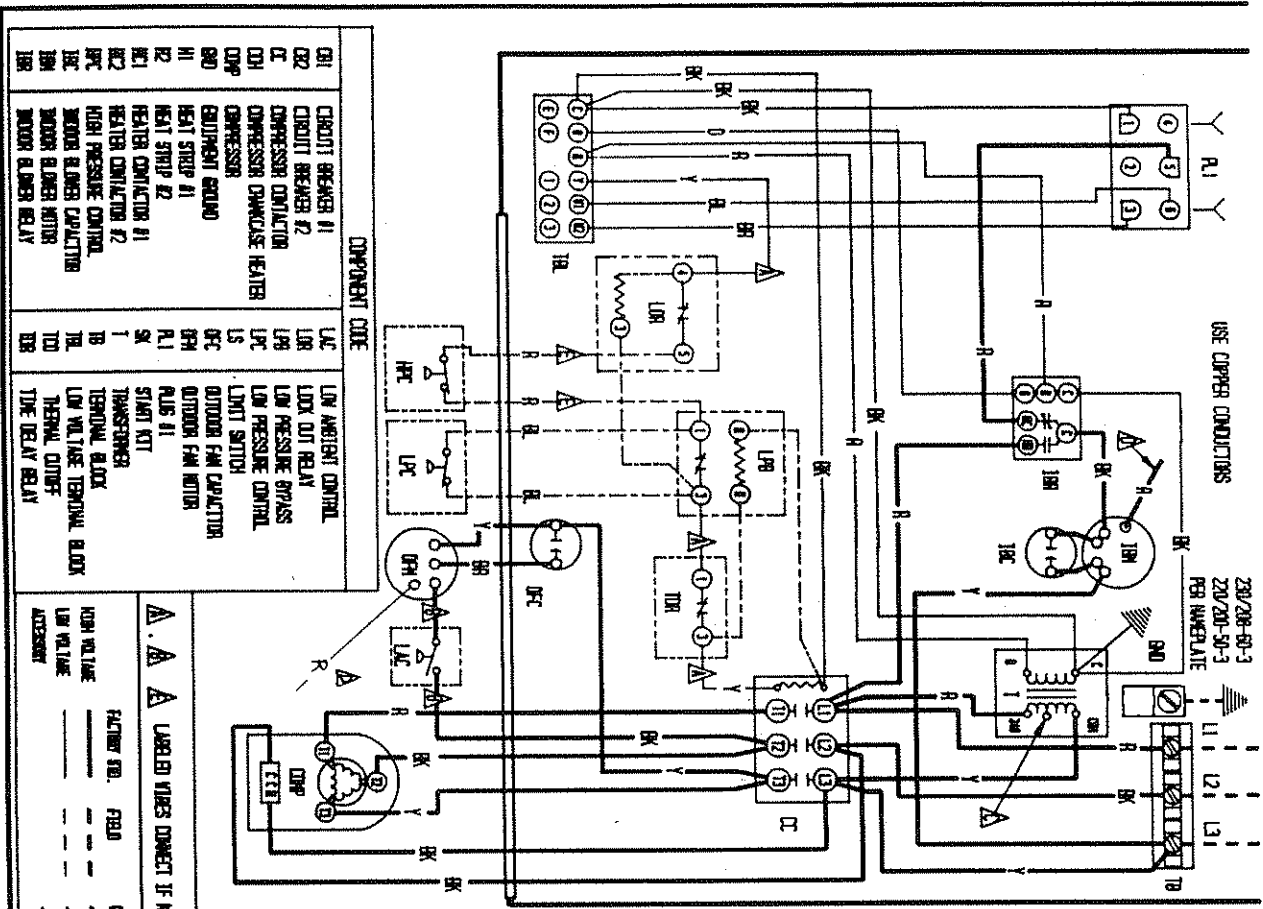 COMPONENT CODE
CB1 CIRCUIT BREAKER #1
CB2 CIRCUIT BREAKER #2
CC COMPRESSOR CONTACTOR
CCH COMPRESSOR CRANKCASE HEATER
COMP COMPRESSOR
GND EQUIPMENT GROUND
H1 HEAT STRIP #1
H2 HEAT STRIP #2
HC1 HEATER CONTACTOR #1
HC2 HEATER CONTACTOR #2
HPC HIGH PRESSURE CONTROL
IBC INDOOR BLOWER CAPACITOR
IBM INDOOR BLOWER MOTOR
IBR INDOOR BLOWER RELAY
LAC LOW AMBIENT CONTROL
LOR LOCK OUT RELAY
LPB LOW PRESSURE BYPASS
LPC LOW PRESSURE CONTROL
LS LIMIT SWITCH
OFC OUTDOOR FAN CAPACITOR
OFM OUTDOOR FAN MOTOR
PL1 PLUG #1
SK START KIT
T TRANSFORMER
TB TERMINAL BLOCK
TBL LOW VOLTAGE TERMINAL BLOCK
TCO THERMAL CUTOFF
TDR TIME DELAY RELAY
USE COPPER CONDUCTORS
230/208-60-3
220/200-50-3
PER NAMEPLATE
GND
L1
L2
L3
TB
PL1
TBL
LOR
HPC
LPC
LPB
TDR
IBR
IBM
IBC
OFC
OFM
LAC
COMP
CCH
CC
L1 L2 L3
T1 T2 T3
LABELED WIRES CONNECT IF
FACTORY STD. FIELD
HIGH VOLTAGE
LOW VOLTAGE
ACCESSORY